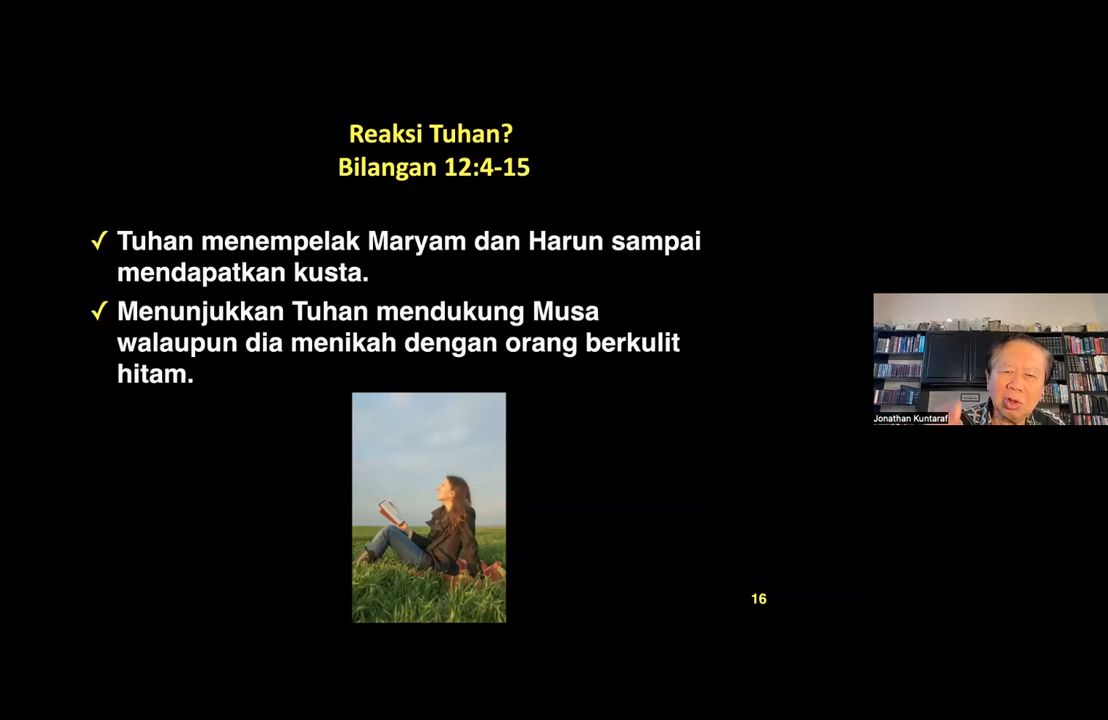 Reaksi Tuhan?
Bilangan 12:4-15
✓ Tuhan menempelak Maryam dan Harun sampai
mendapatkan kusta.
✓ Menunjukkan Tuhan mendukung Musa
walaupun dia menikah dengan orang berkulit
hitam.
Jonathan Kuntaraf
16